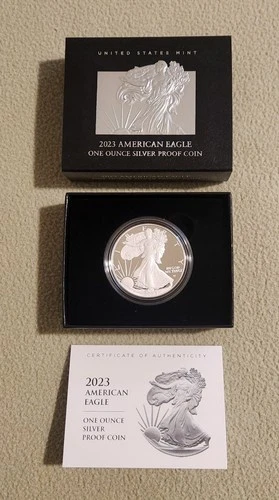 UNITED STATES MINT
2023 AMERICAN EAGLE
ONE OUNCE SILVER PROOF COIN
CERTIFICATE OF AUTHENTICITY
2023
AMERICAN
EAGLE
ONE OUNCE
SILVER
PROOF COIN